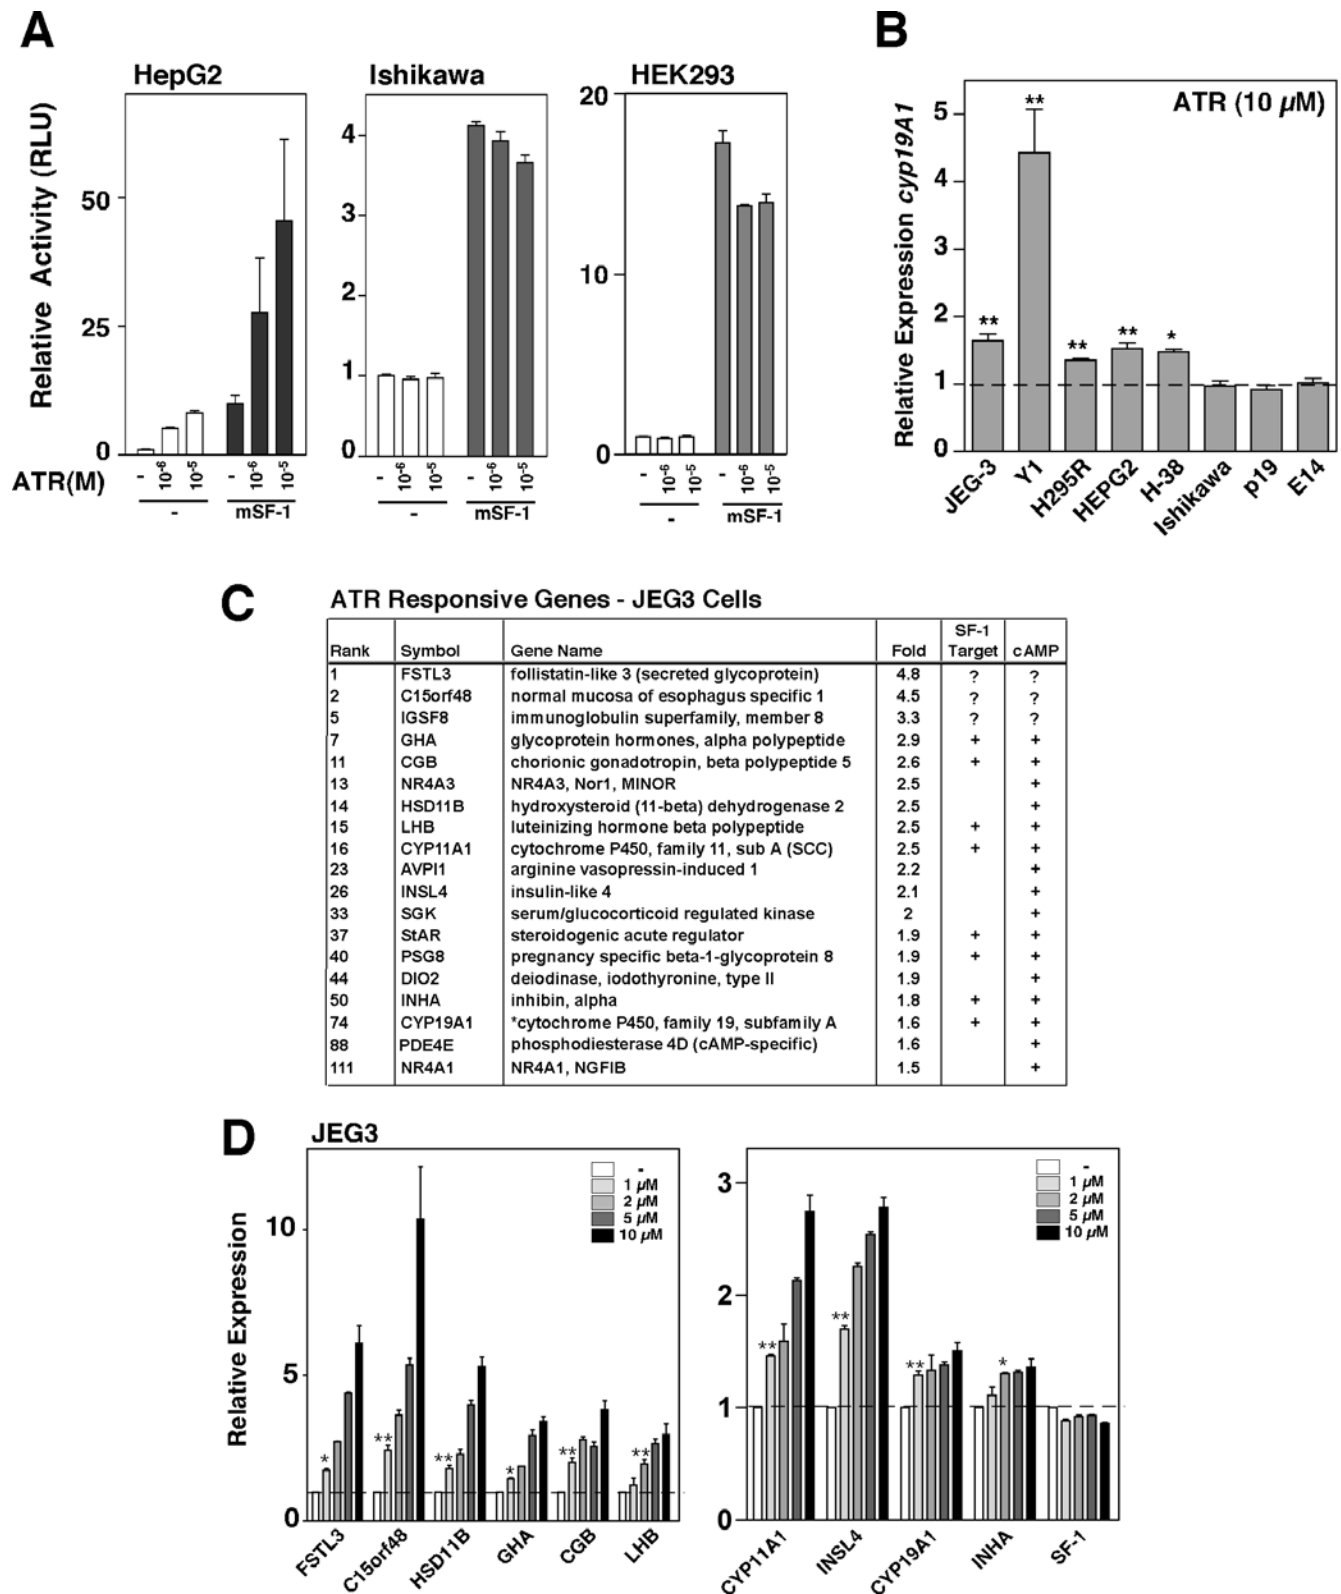 A
HepG2
Ishikawa
HEK293
Relative Activity (RLU)
50
25
0
4
3
2
1
0
20
10
0
ATR(M)
- 10⁻⁶ 10⁻⁵ - 10⁻⁶ 10⁻⁵
- mSF-1
- 10⁻⁶ 10⁻⁵ - 10⁻⁶ 10⁻⁵
- mSF-1
- 10⁻⁶ 10⁻⁵ - 10⁻⁶ 10⁻⁵
- mSF-1
B
ATR (10 µM)
Relative Expression cyp19A1
5
4
3
2
1
0
** ** ** ** *
JEG-3 Y1 H295R HEPG2 H-38 Ishikawa p19 E14
C
ATR Responsive Genes - JEG3 Cells
Rank Symbol Gene Name Fold SF-1 Target cAMP
1 FSTL3 follistatin-like 3 (secreted glycoprotein) 4.8 ? ?
2 C15orf48 normal mucosa of esophagus specific 1 4.5 ? ?
5 IGSF8 immunoglobulin superfamily, member 8 3.3 ? ?
7 GHA glycoprotein hormones, alpha polypeptide 2.9 + +
11 CGB chorionic gonadotropin, beta polypeptide 5 2.6 + +
13 NR4A3 NR4A3, Nor1, MINOR 2.5 +
14 HSD11B hydroxysteroid (11-beta) dehydrogenase 2 2.5 +
15 LHB luteinizing hormone beta polypeptide 2.5 + +
16 CYP11A1 cytochrome P450, family 11, sub A (SCC) 2.5 + +
23 AVPI1 arginine vasopressin-induced 1 2.2 +
26 INSL4 insulin-like 4 2.1 +
33 SGK serum/glucocorticoid regulated kinase 2 +
37 StAR steroidogenic acute regulator 1.9 + +
40 PSG8 pregnancy specific beta-1-glycoprotein 8 1.9 + +
44 DIO2 deiodinase, iodothyronine, type II 1.9 +
50 INHA inhibin, alpha 1.8 + +
74 CYP19A1 *cytochrome P450, family 19, subfamily A 1.6 + +
88 PDE4E phosphodiesterase 4D (cAMP-specific) 1.6 +
111 NR4A1 NR4A1, NGFIB 1.5 +
D
JEG3
Relative Expression
10
5
0
-
1 µM
2 µM
5 µM
10 µM
* ** ** * ** **
FSTL3 C15orf48 HSD11B GHA CGB LHB
3
2
1
0
-
1 µM
2 µM
5 µM
10 µM
** ** ** *
CYP11A1 INSL4 CYP19A1 INHA SF-1